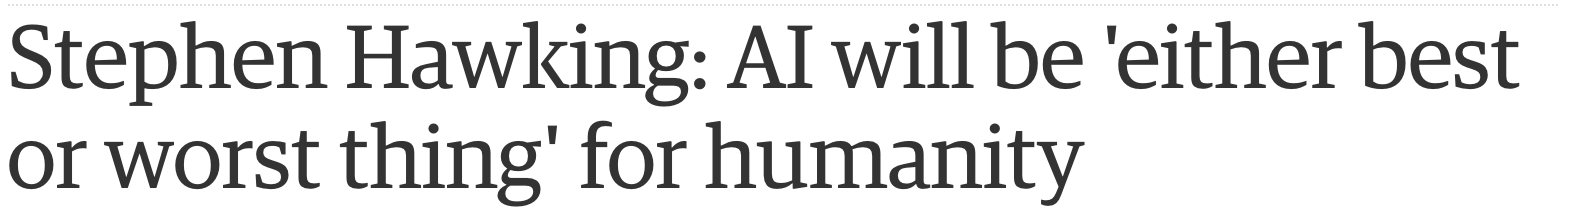 Stephen Hawking: AI will be 'either best
or worst thing' for humanity